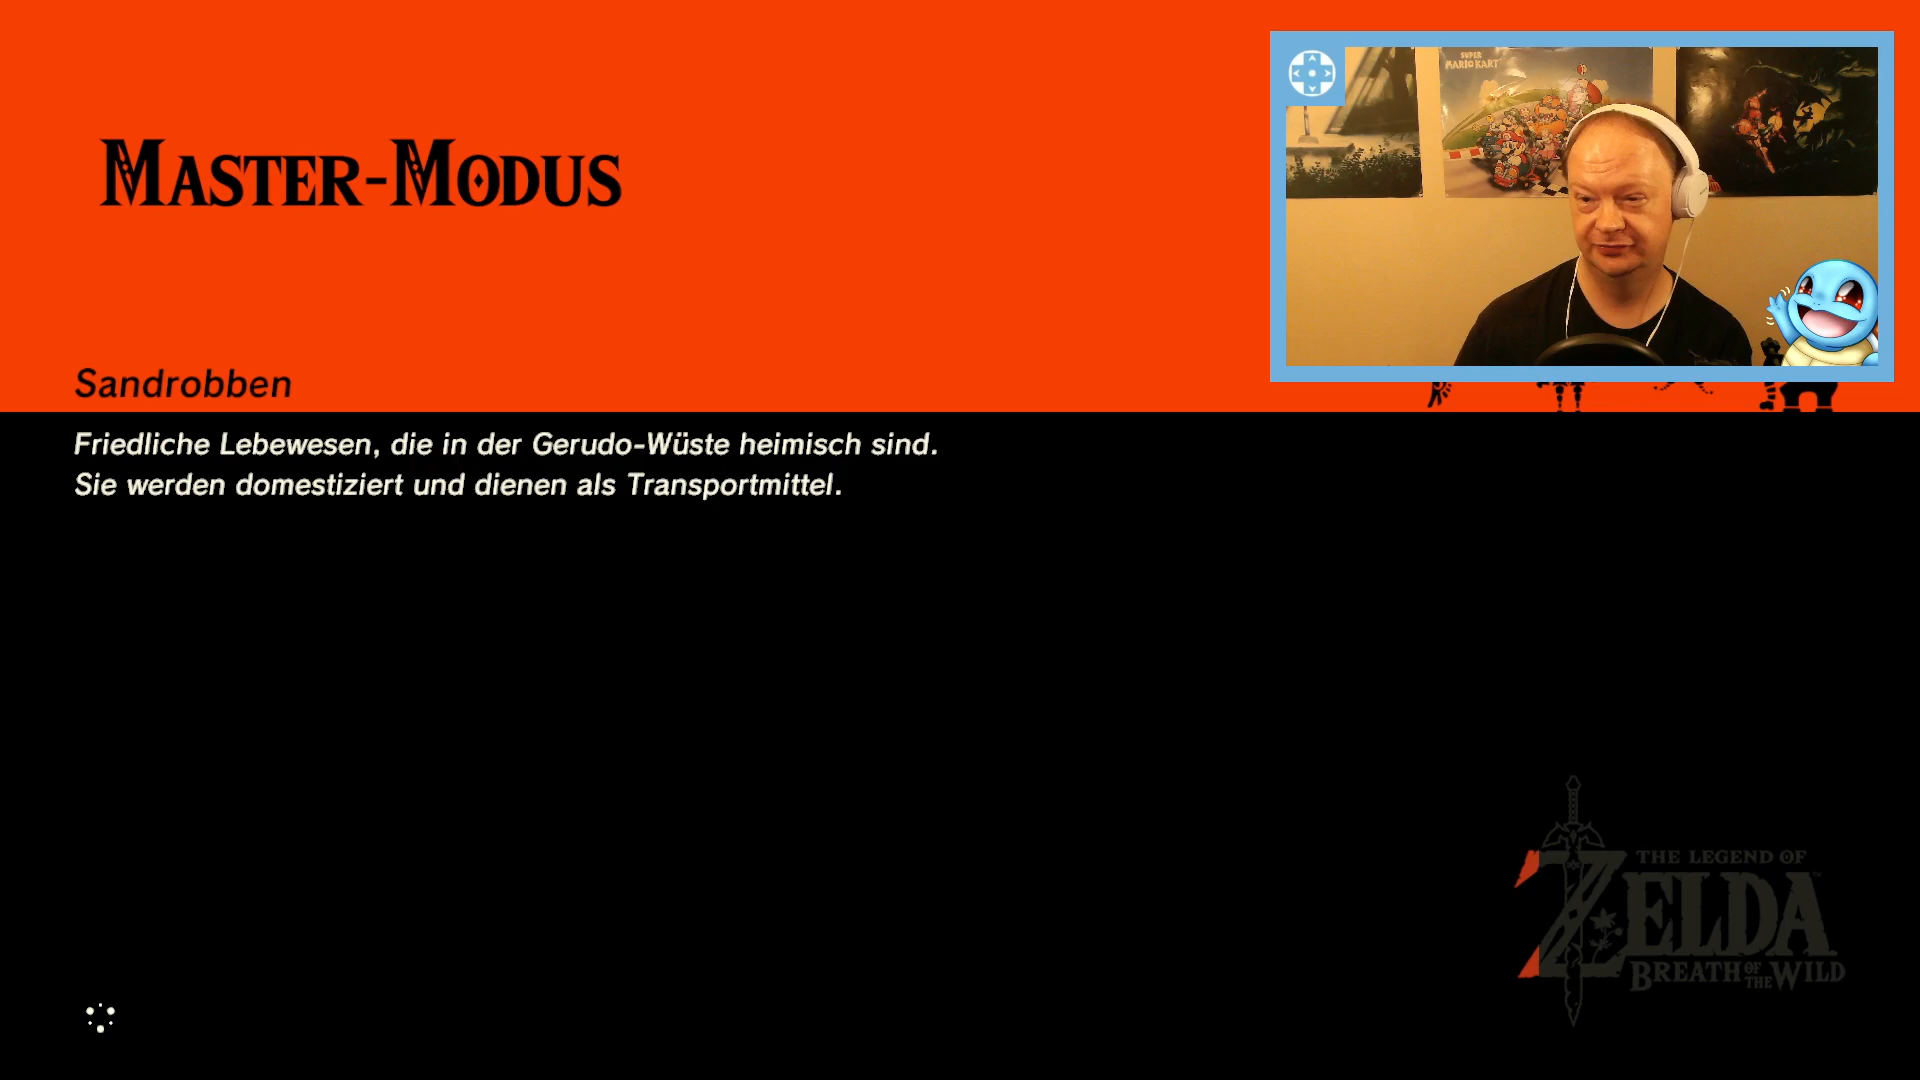 MASTER-MODUS
SUPER
MARIO KART
Sandrobben
Friedliche Lebewesen, die in der Gerudo-Wüste heimisch sind.
Sie werden domestiziert und dienen als Transportmittel.
THE LEGEND OF
ZELDA
BREATH OF THE WILD